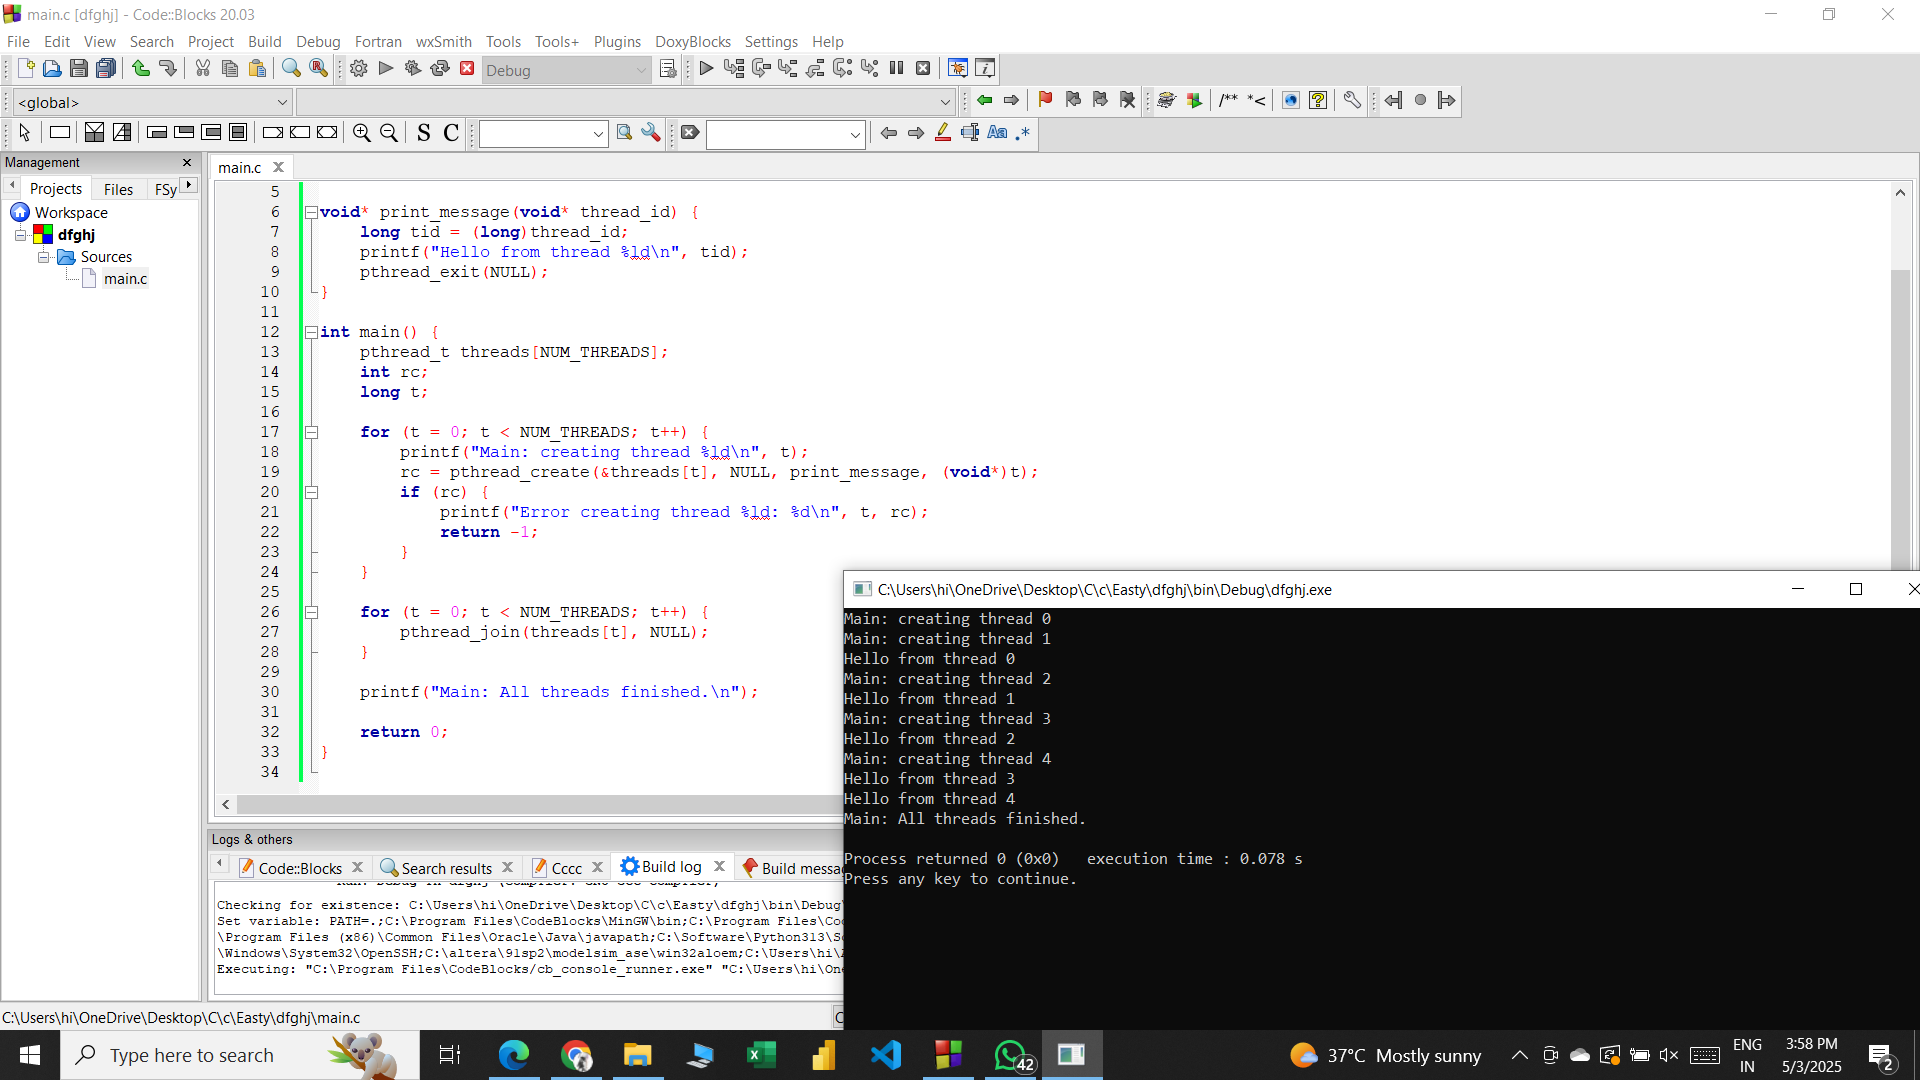 main.c [dfghj] - Code::Blocks 20.03
File Edit View Search Project Build Debug Fortran wxSmith Tools Tools+ Plugins DoxyBlocks Settings Help
Debug
<global>
/** *<
S C
Aa .*
Management
main.c
Projects Files FSy
Workspace
dfghj
Sources
main.c
5
6 void* print_message(void* thread_id) {
7 long tid = (long)thread_id;
8 printf("Hello from thread %ld\n", tid);
9 pthread_exit(NULL);
10 }
11
12 int main() {
13 pthread_t threads[NUM_THREADS];
14 int rc;
15 long t;
16
17 for (t = 0; t < NUM_THREADS; t++) {
18 printf("Main: creating thread %ld\n", t);
19 rc = pthread_create(&threads[t], NULL, print_message, (void*)t);
20 if (rc) {
21 printf("Error creating thread %ld: %d\n", t, rc);
22 return -1;
23 }
24 }
25
26 for (t = 0; t < NUM_THREADS; t++) {
27 pthread_join(threads[t], NULL);
28 }
29
30 printf("Main: All threads finished.\n");
31
32 return 0;
33 }
34
C:\Users\hi\OneDrive\Desktop\C\c\Easty\dfghj\bin\Debug\dfghj.exe
Main: creating thread 0
Main: creating thread 1
Hello from thread 0
Main: creating thread 2
Hello from thread 1
Main: creating thread 3
Hello from thread 2
Main: creating thread 4
Hello from thread 3
Hello from thread 4
Main: All threads finished.
Process returned 0 (0x0) execution time : 0.078 s
Press any key to continue.
Logs & others
Code::Blocks Search results Cccc Build log Build messa
Checking for existence: C:\Users\hi\OneDrive\Desktop\C\c\Easty\dfghj\bin\Debug\
Set variable: PATH=.;C:\Program Files\CodeBlocks\MinGW\bin;C:\Program Files\Co
\Program Files (x86)\Common Files\Oracle\Java\javapath;C:\Software\Python313\S
\Windows\System32\OpenSSH;C:\altera\91sp2\modelsim_ase\win32aloem;C:\Users\hi\
Executing: "C:\Program Files\CodeBlocks/cb_console_runner.exe" "C:\Users\hi\On
C:\Users\hi\OneDrive\Desktop\C\c\Easty\dfghj\main.c
Type here to search
42
37°C Mostly sunny
ENG
IN
3:58 PM
5/3/2025
2